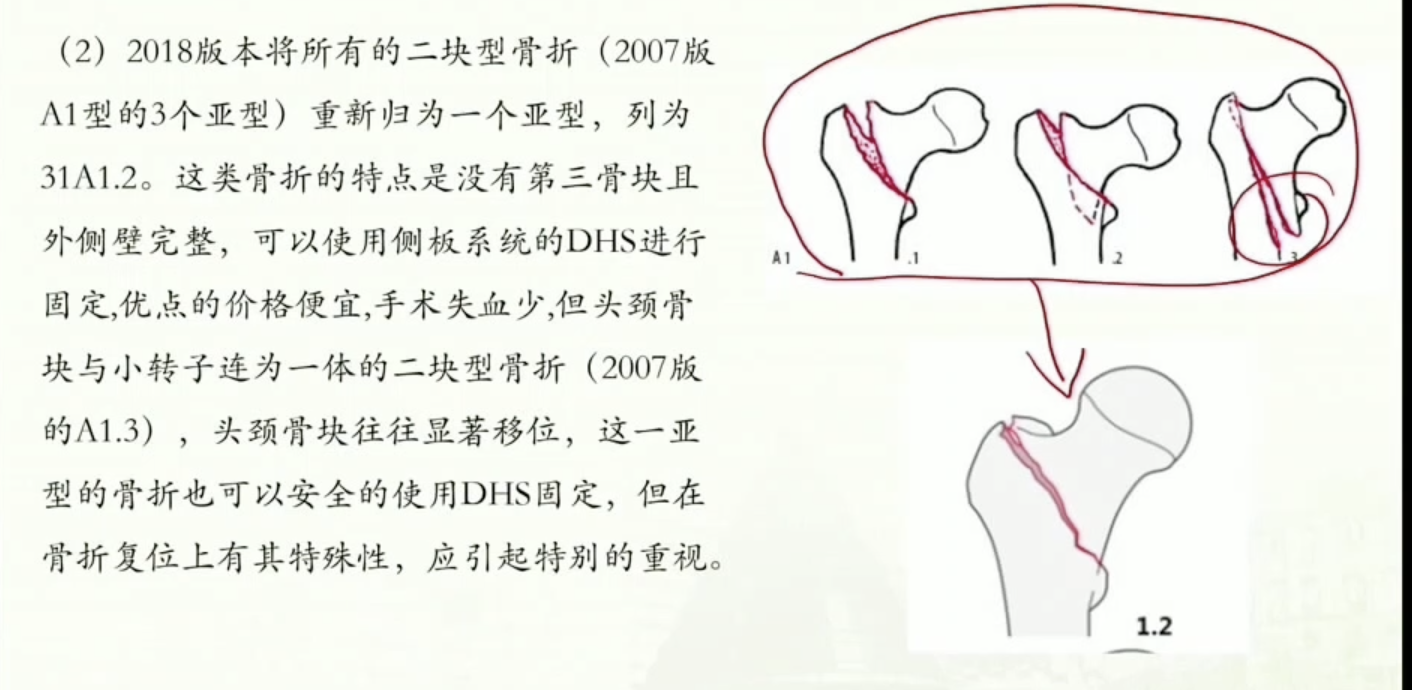 （2）2018版本将所有的二块型骨折（2007版
A1型的3个亚型）重新归为一个亚型，列为
31A1.2。这类骨折的特点是没有第三骨块且
外侧壁完整，可以使用侧板系统的DHS进行
固定,优点的价格便宜,手术失血少,但头颈骨
块与小转子连为一体的二块型骨折（2007版
的A1.3），头颈骨块往往显著移位，这一亚
型的骨折也可以安全的使用DHS固定，但在
骨折复位上有其特殊性，应引起特别的重视。
A1 .1 .2 .3
1.2